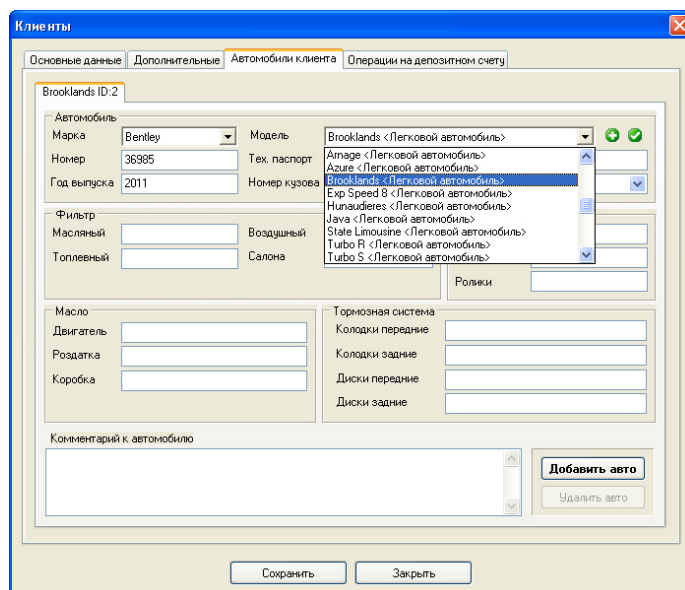 Клиенты
Основные данные Дополнительные Автомобили клиента Операции на депозитном счету
Brooklands ID:2
Автомобиль
Марка Bentley Модель Brooklands <Легковой автомобиль>
Номер 36985 Тех. паспорт
Год выпуска 2011 Номер кузова
Arnage <Легковой автомобиль>
Azure <Легковой автомобиль>
Brooklands <Легковой автомобиль>
Exp Speed 8 <Легковой автомобиль>
Hunaudieres <Легковой автомобиль>
Java <Легковой автомобиль>
State Limousine <Легковой автомобиль>
Turbo R <Легковой автомобиль>
Turbo S <Легковой автомобиль>
Фильтр
Масляный Воздушный
Топлевный Салона
Ролики
Масло
Двигатель
Роздатка
Коробка
Тормозная система
Колодки передние
Колодки задние
Диски передние
Диски задние
Комментарий к автомобилю
Добавить авто
Удалить авто
Сохранить Закрыть